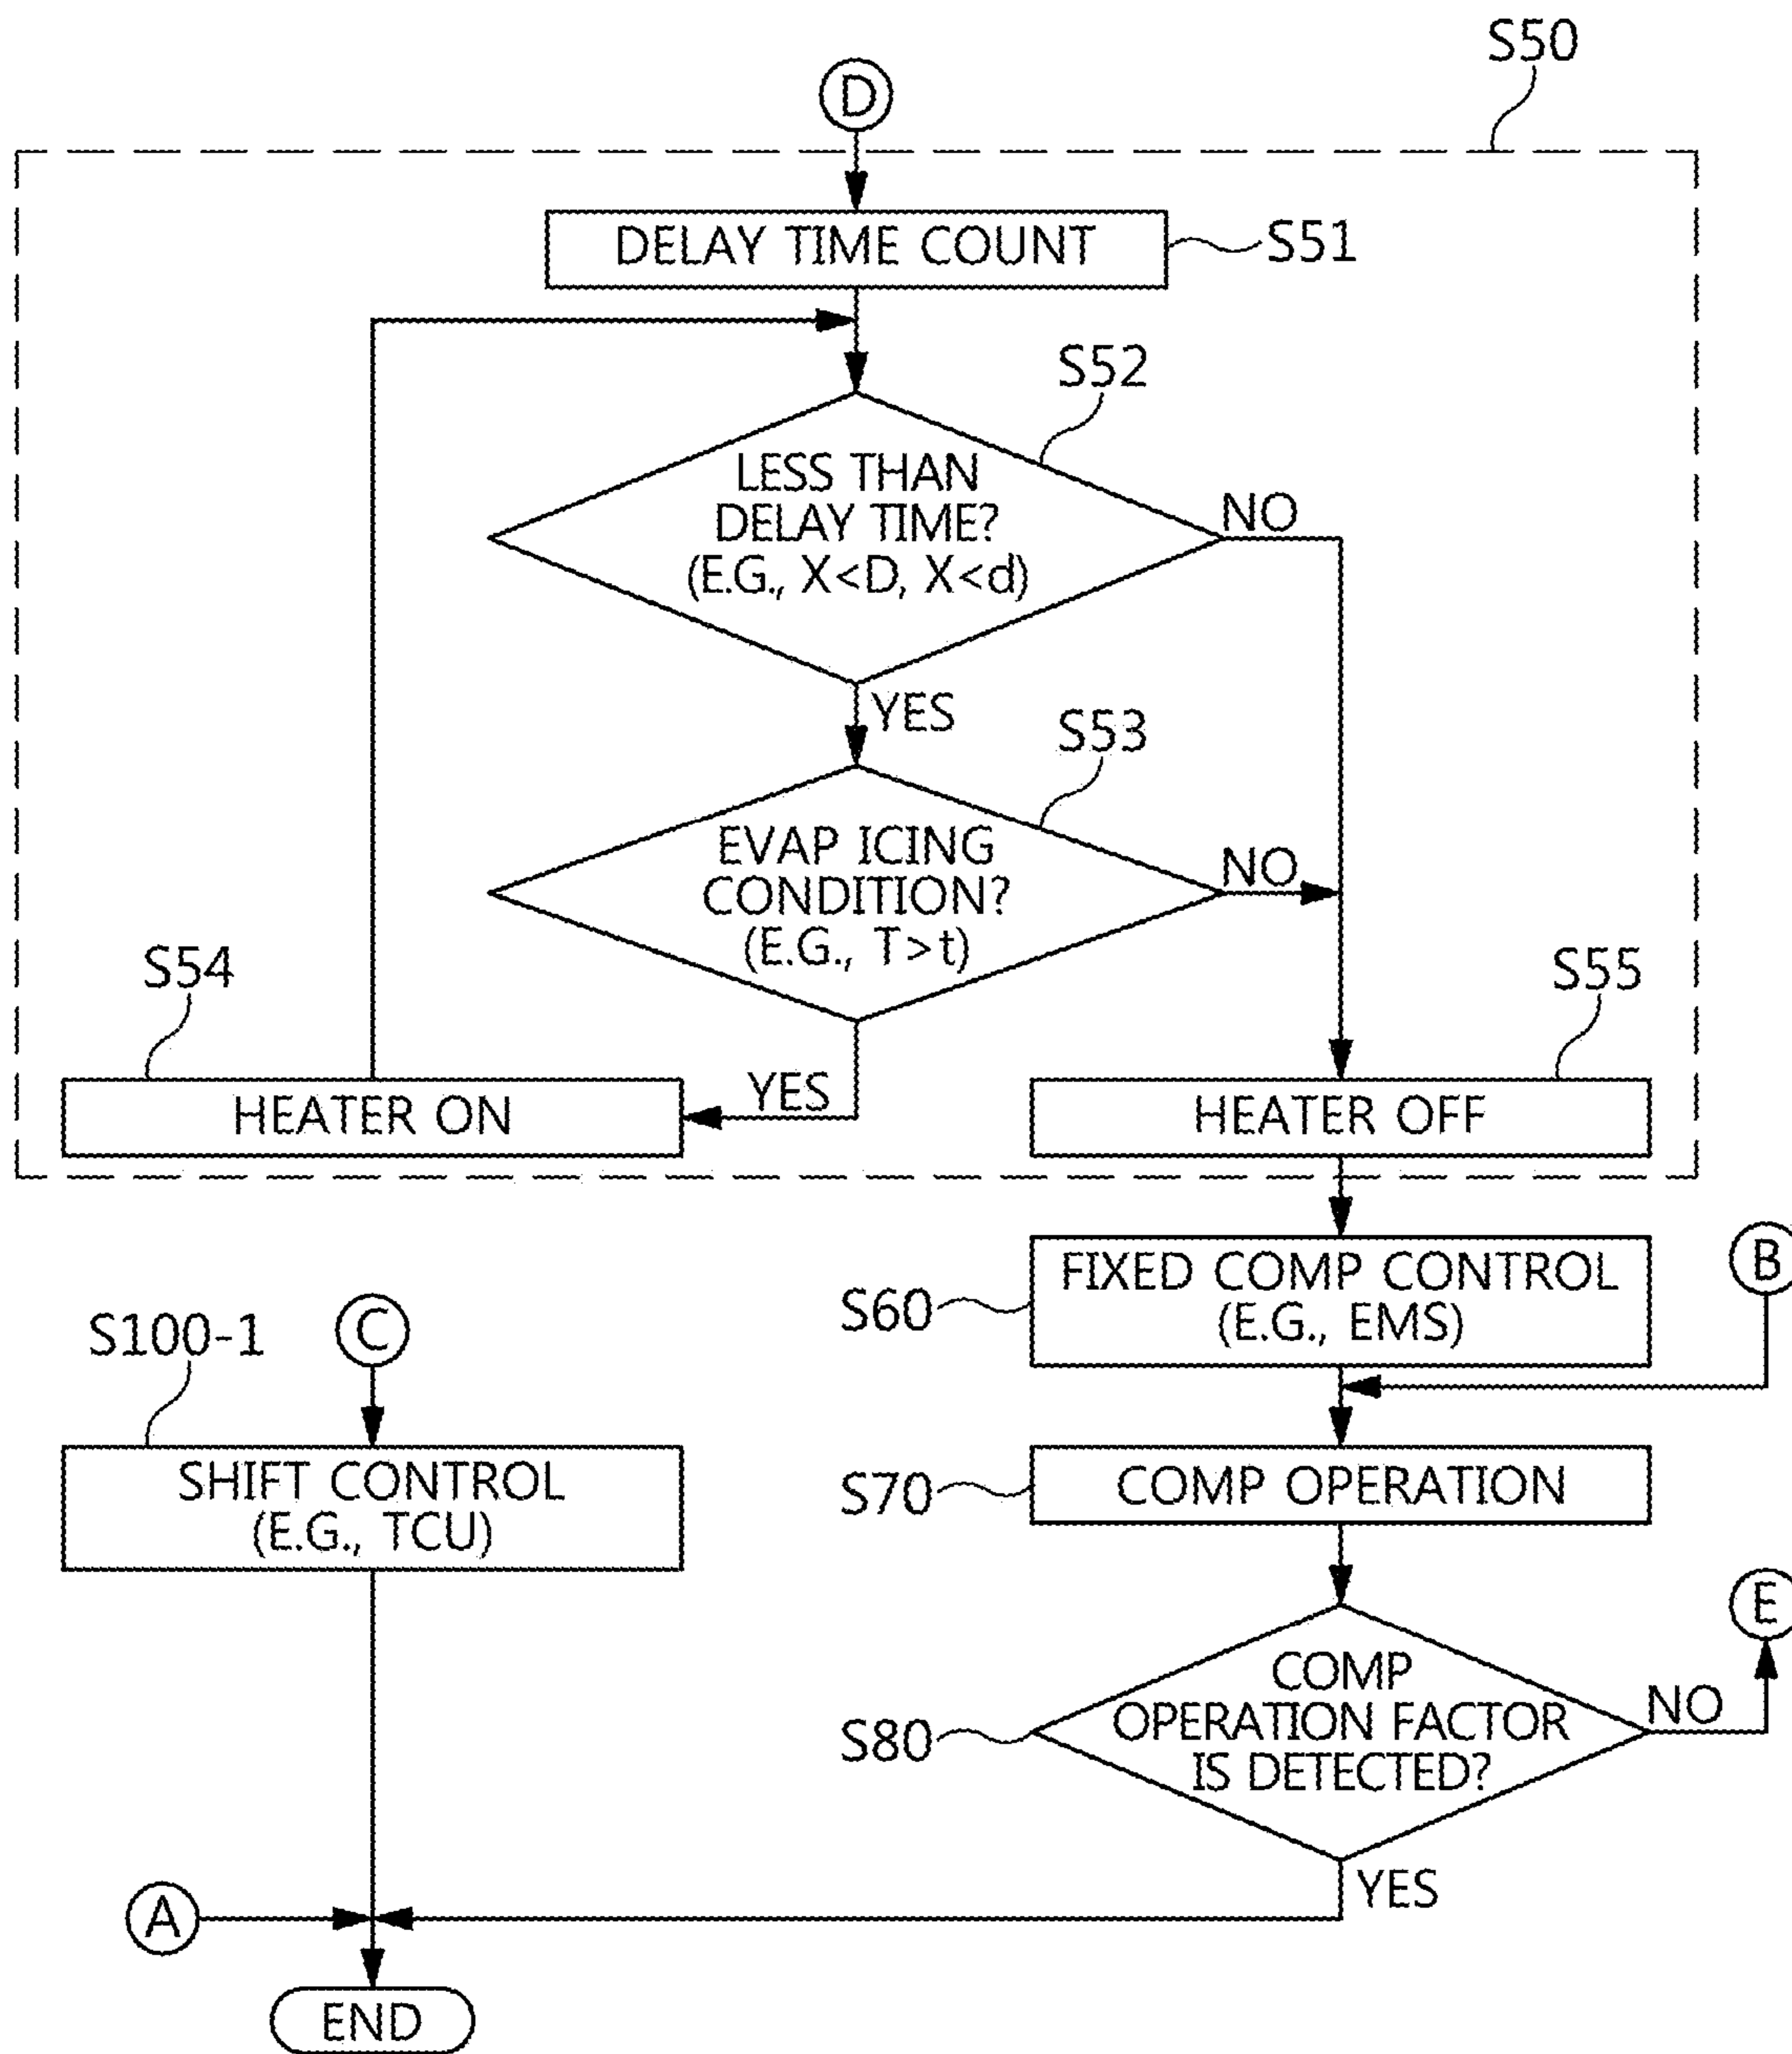 S50
D
DELAY TIME COUNT
S51
S52
LESS THAN
DELAY TIME?
(E.G., X<D, X<d)
NO
YES
S53
EVAP ICING
CONDITION?
(E.G., T>t)
NO
S54
S55
YES
HEATER ON
HEATER OFF
B
FIXED COMP CONTROL
(E.G., EMS)
S60
S100-1
C
SHIFT CONTROL
(E.G., TCU)
S70
COMP OPERATION
E
COMP
OPERATION FACTOR
IS DETECTED?
NO
S80
YES
A
END